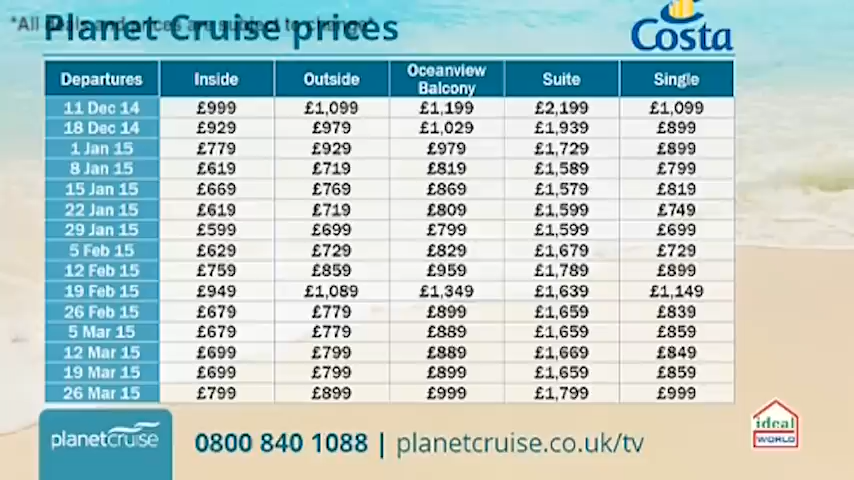 *All deals and prices are subject to change*
Planet Cruise prices
Costa
Departures Inside Outside Oceanview Balcony Suite Single
11 Dec 14 £999 £1,099 £1,199 £2,199 £1,099
18 Dec 14 £929 £979 £1,029 £1,939 £899
1 Jan 15 £779 £929 £979 £1,729 £899
8 Jan 15 £619 £719 £819 £1,589 £799
15 Jan 15 £669 £769 £869 £1,579 £819
22 Jan 15 £619 £719 £809 £1,599 £749
29 Jan 15 £599 £699 £799 £1,599 £699
5 Feb 15 £629 £729 £829 £1,679 £729
12 Feb 15 £759 £859 £959 £1,789 £899
19 Feb 15 £949 £1,089 £1,349 £1,639 £1,149
26 Feb 15 £679 £779 £899 £1,659 £839
5 Mar 15 £679 £779 £889 £1,659 £859
12 Mar 15 £699 £799 £889 £1,669 £849
19 Mar 15 £699 £799 £899 £1,659 £859
26 Mar 15 £799 £899 £999 £1,799 £999
planetcruise 0800 840 1088 | planetcruise.co.uk/tv
ideal
WORLD